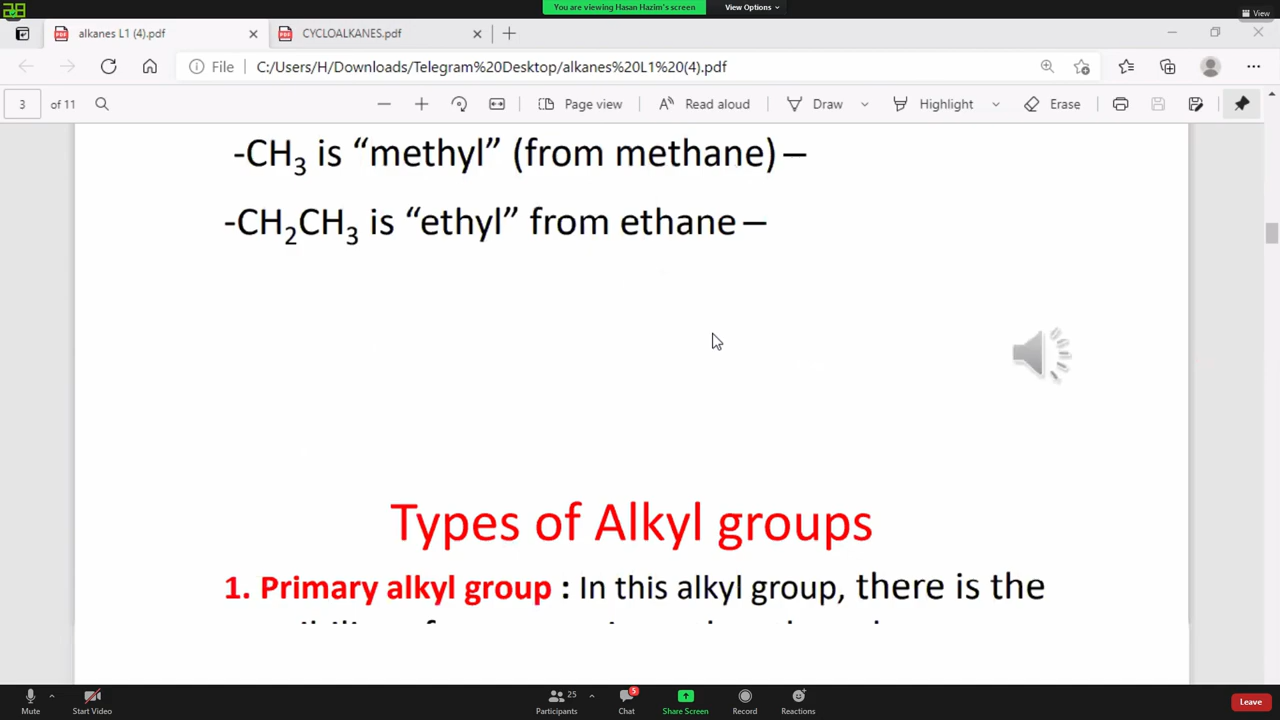 28
You are viewing Hasan Hazim's screen
View Options
View
alkanes L1 (4).pdf
CYCLOALKANES.pdf
File
C:/Users/H/Downloads/Telegram%20Desktop/alkanes%20L1%20(4).pdf
3 of 11
Page view
Read aloud
Draw
Highlight
Erase
-CH₃ is “methyl” (from methane) –
-CH₂CH₃ is “ethyl” from ethane –
Types of Alkyl groups
1. Primary alkyl group : In this alkyl group, there is the
Mute
Start Video
Participants
25
Chat
5
Share Screen
Record
Reactions
Leave